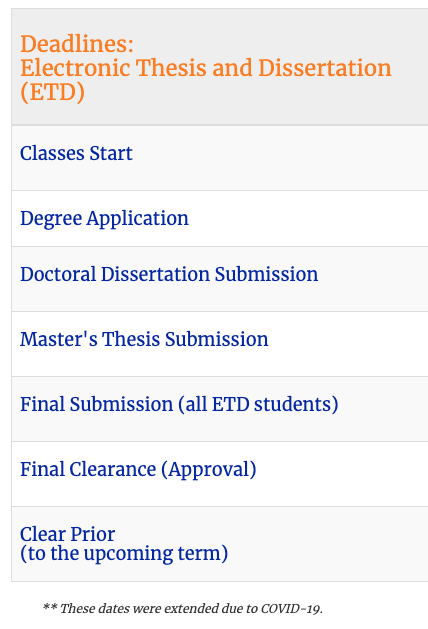 Deadlines:
Electronic Thesis and Dissertation
(ETD)
Classes Start
Degree Application
Doctoral Dissertation Submission
Master's Thesis Submission
Final Submission (all ETD students)
Final Clearance (Approval)
Clear Prior
(to the upcoming term)
** These dates were extended due to COVID-19.